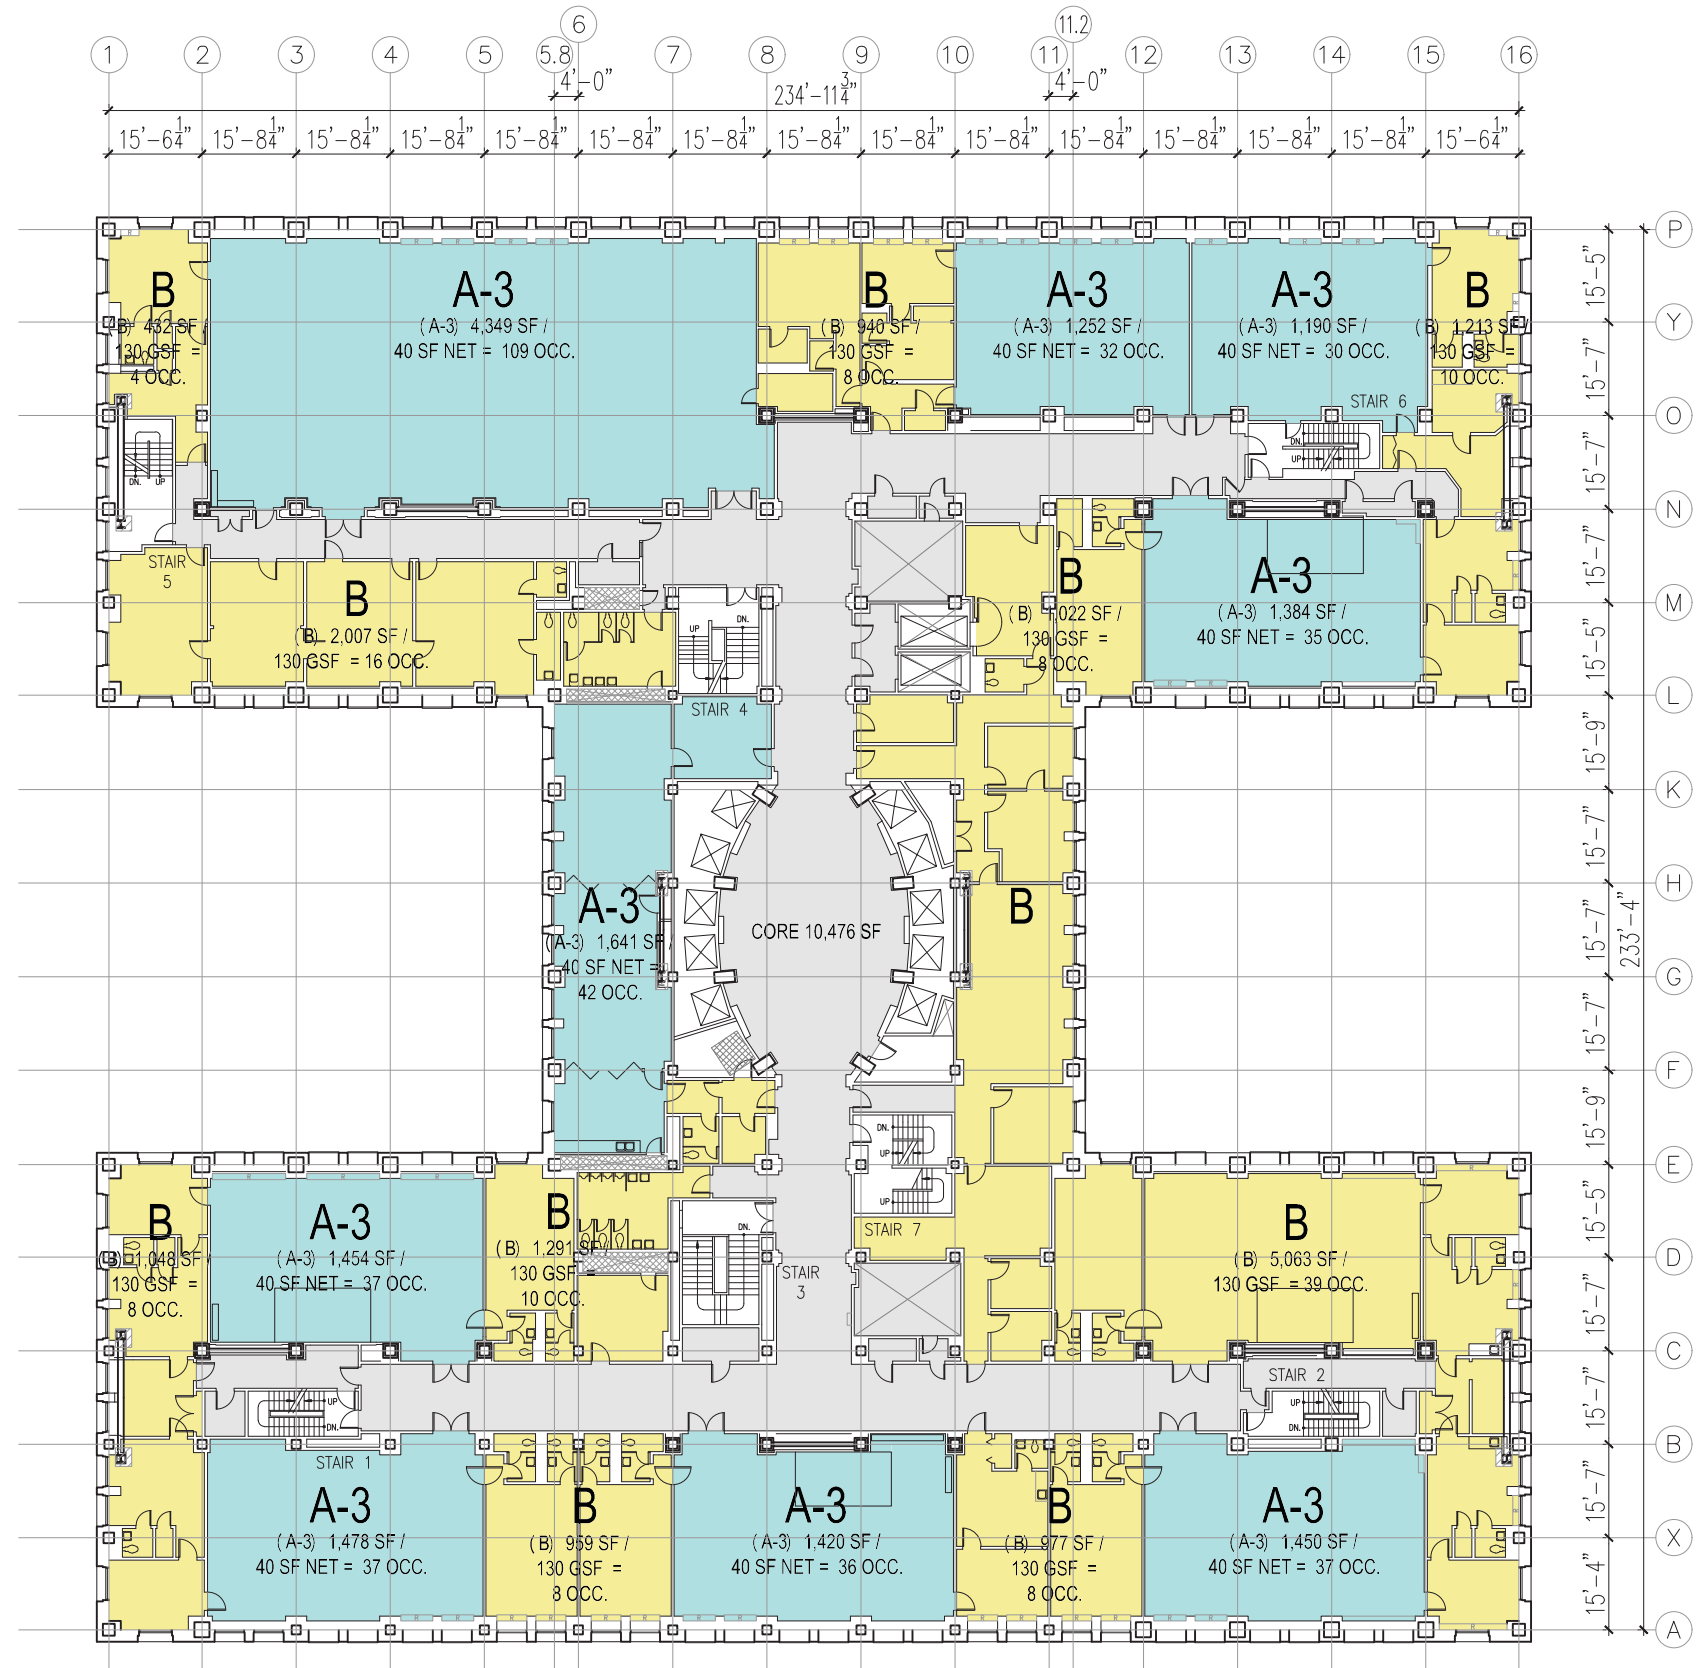 6
11.2
1 2 3 4 5 5.8 7 8 9 10 11 12 13 14 15 16
4'-0" 4'-0"
234'-11 3/4"
15'-6 1/4" 15'-8 1/4" 15'-8 1/4" 15'-8 1/4" 15'-8 1/4" 15'-8 1/4" 15'-8 1/4" 15'-8 1/4" 15'-8 1/4" 15'-8 1/4" 15'-8 1/4" 15'-8 1/4" 15'-8 1/4" 15'-8 1/4" 15'-6 1/4"
P
Y
O
N
M
L
K
H
G
F
E
D
C
B
X
A
15'-5"
15'-7"
15'-7"
15'-7"
15'-5"
15'-9"
15'-7"
15'-7"
15'-7"
15'-9"
15'-5"
15'-7"
15'-7"
15'-7"
15'-4"
233'-4"
B
(B) 432 SF /
130 GSF =
4 OCC.
A-3
(A-3) 4,349 SF /
40 SF NET = 109 OCC.
B
(B) 940 SF /
130 GSF =
8 OCC.
A-3
(A-3) 1,252 SF /
40 SF NET = 32 OCC.
A-3
(A-3) 1,190 SF /
40 SF NET = 30 OCC.
B
(B) 1,213 SF /
130 GSF =
10 OCC.
STAIR 6
DN.
UP
DN. UP
STAIR
5
B
(B) 2,007 SF /
130 GSF = 16 OCC.
UP
DN.
STAIR 4
B
(B) 1,022 SF /
130 GSF =
8 OCC.
A-3
(A-3) 1,384 SF /
40 SF NET = 35 OCC.
A-3
(A-3) 1,641 SF /
40 SF NET =
42 OCC.
CORE 10,476 SF
B
DN.
UP
UP
STAIR 7
B
(B) 1,048 SF /
130 GSF =
8 OCC.
A-3
(A-3) 1,454 SF /
40 SF NET = 37 OCC.
B
(B) 1,291 SF /
130 GSF =
10 OCC.
DN.
STAIR
3
B
(B) 5,063 SF /
130 GSF = 39 OCC.
STAIR 2
UP
DN.
UP
DN.
STAIR 1
A-3
(A-3) 1,478 SF /
40 SF NET = 37 OCC.
B
(B) 959 SF /
130 GSF =
8 OCC.
A-3
(A-3) 1,420 SF /
40 SF NET = 36 OCC.
B
(B) 977 SF /
130 GSF =
8 OCC.
A-3
(A-3) 1,450 SF /
40 SF NET = 37 OCC.